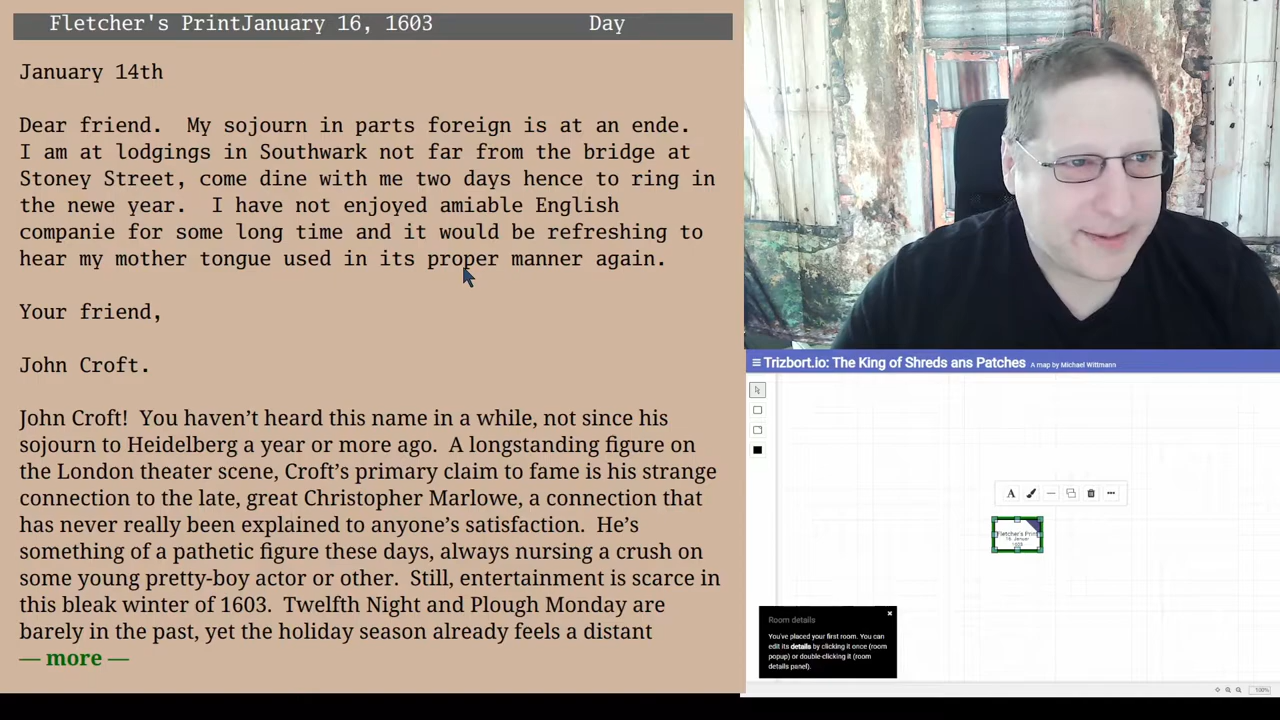 Fletcher's PrintJanuary 16, 1603 Day
January 14th
Dear friend. My sojourn in parts foreign is at an ende.
I am at lodgings in Southwark not far from the bridge at
Stoney Street, come dine with me two days hence to ring in
the newe year. I have not enjoyed amiable English
companie for some long time and it would be refreshing to
hear my mother tongue used in its proper manner again.
Your friend,
John Croft.
John Croft! You haven’t heard this name in a while, not since his
sojourn to Heidelberg a year or more ago. A longstanding figure on
the London theater scene, Croft’s primary claim to fame is his strange
connection to the late, great Christopher Marlowe, a connection that
has never really been explained to anyone’s satisfaction. He’s
something of a pathetic figure these days, always nursing a crush on
some young pretty-boy actor or other. Still, entertainment is scarce in
this bleak winter of 1603. Twelfth Night and Plough Monday are
barely in the past, yet the holiday season already feels a distant
— more —
Trizbort.io: The King of Shreds ans Patches A map by Michael Wittmann
A
Fletcher's Prin
16. Januar
1603
Room details
You've placed your first room. You can
edit its details by clicking it once (room
popup) or double-clicking it (room
details panel).
100%